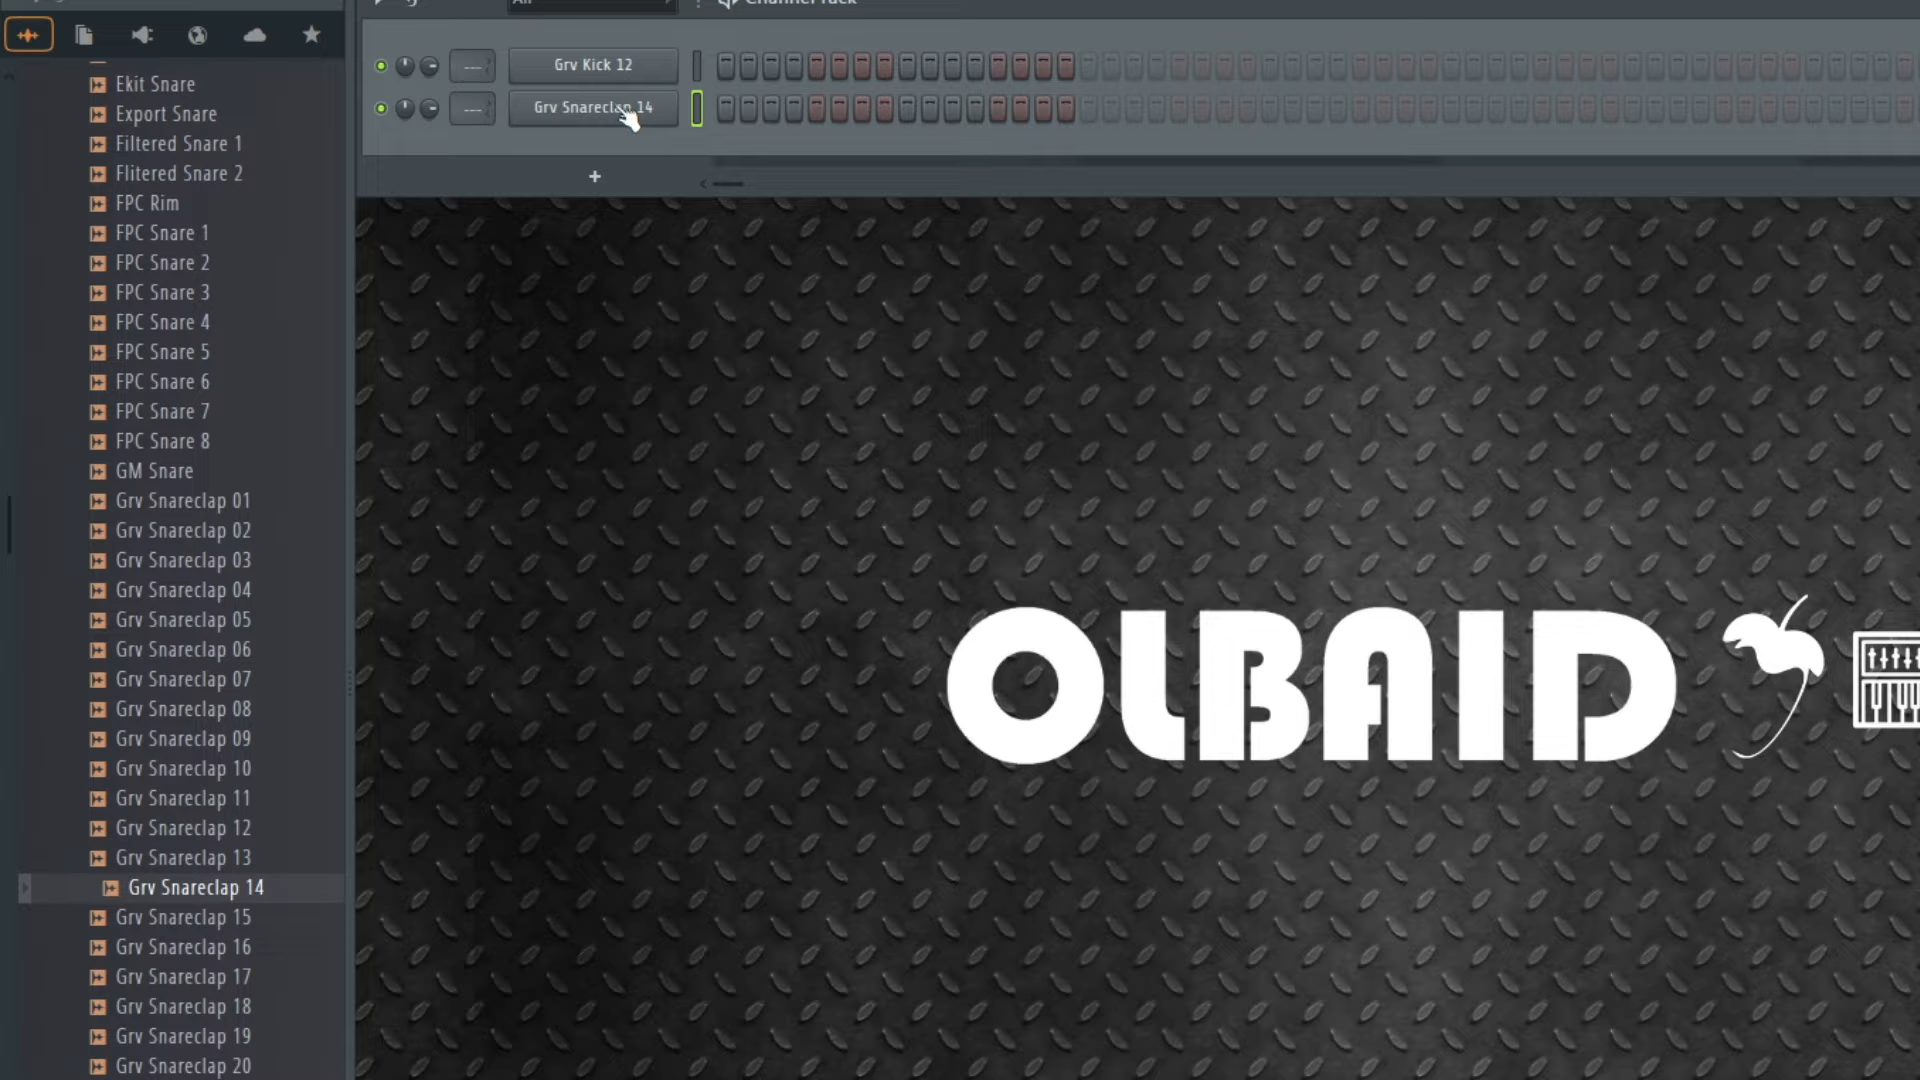 Channel rack
Grv Kick 12
Grv Snareclap 14
+
Ekit Snare
Export Snare
Filtered Snare 1
Flitered Snare 2
FPC Rim
FPC Snare 1
FPC Snare 2
FPC Snare 3
FPC Snare 4
FPC Snare 5
FPC Snare 6
FPC Snare 7
FPC Snare 8
GM Snare
Grv Snareclap 01
Grv Snareclap 02
Grv Snareclap 03
Grv Snareclap 04
Grv Snareclap 05
Grv Snareclap 06
Grv Snareclap 07
Grv Snareclap 08
Grv Snareclap 09
Grv Snareclap 10
Grv Snareclap 11
Grv Snareclap 12
Grv Snareclap 13
Grv Snareclap 14
Grv Snareclap 15
Grv Snareclap 16
Grv Snareclap 17
Grv Snareclap 18
Grv Snareclap 19
Grv Snareclap 20
OLBAID